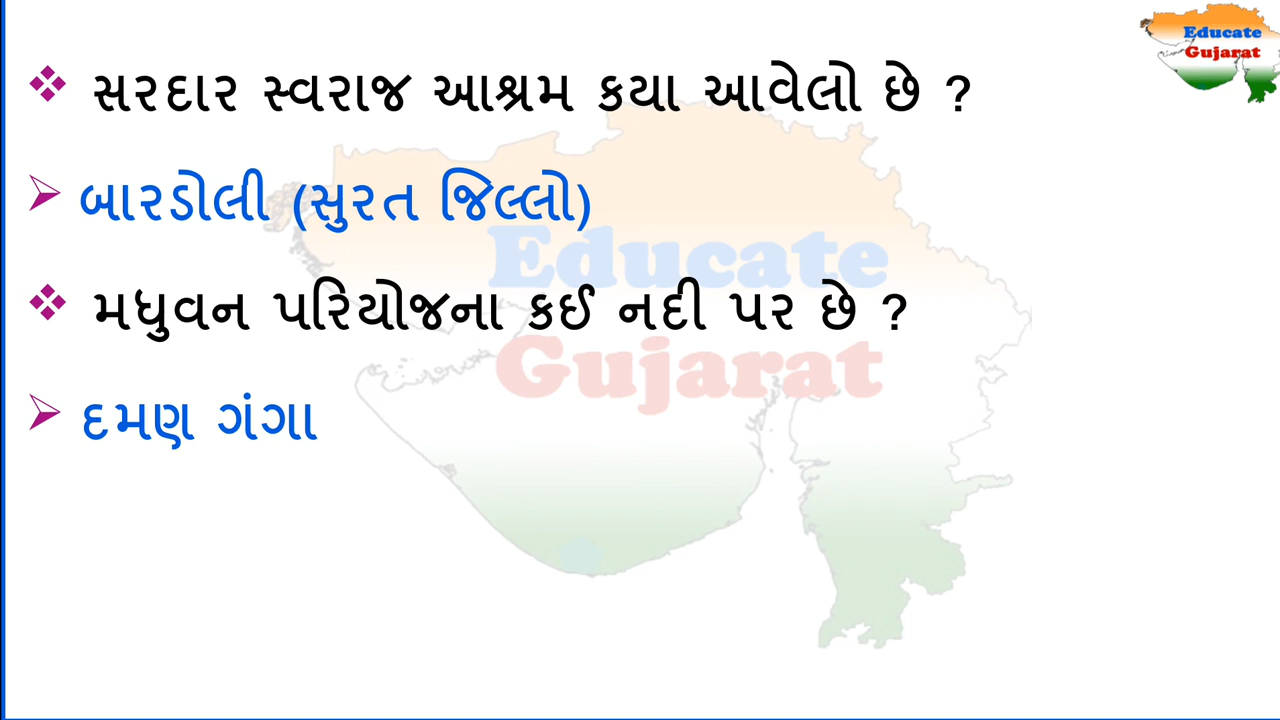 Educate
Gujarat
સરદાર સ્વરાજ આશ્રમ કયા આવેલો છે ?
બારડોલી (સુરત જિલ્લો)
Educate
મધુવન પરિયોજના કઈ નદી પર છે ?
Gujarat
દમણ ગંગા